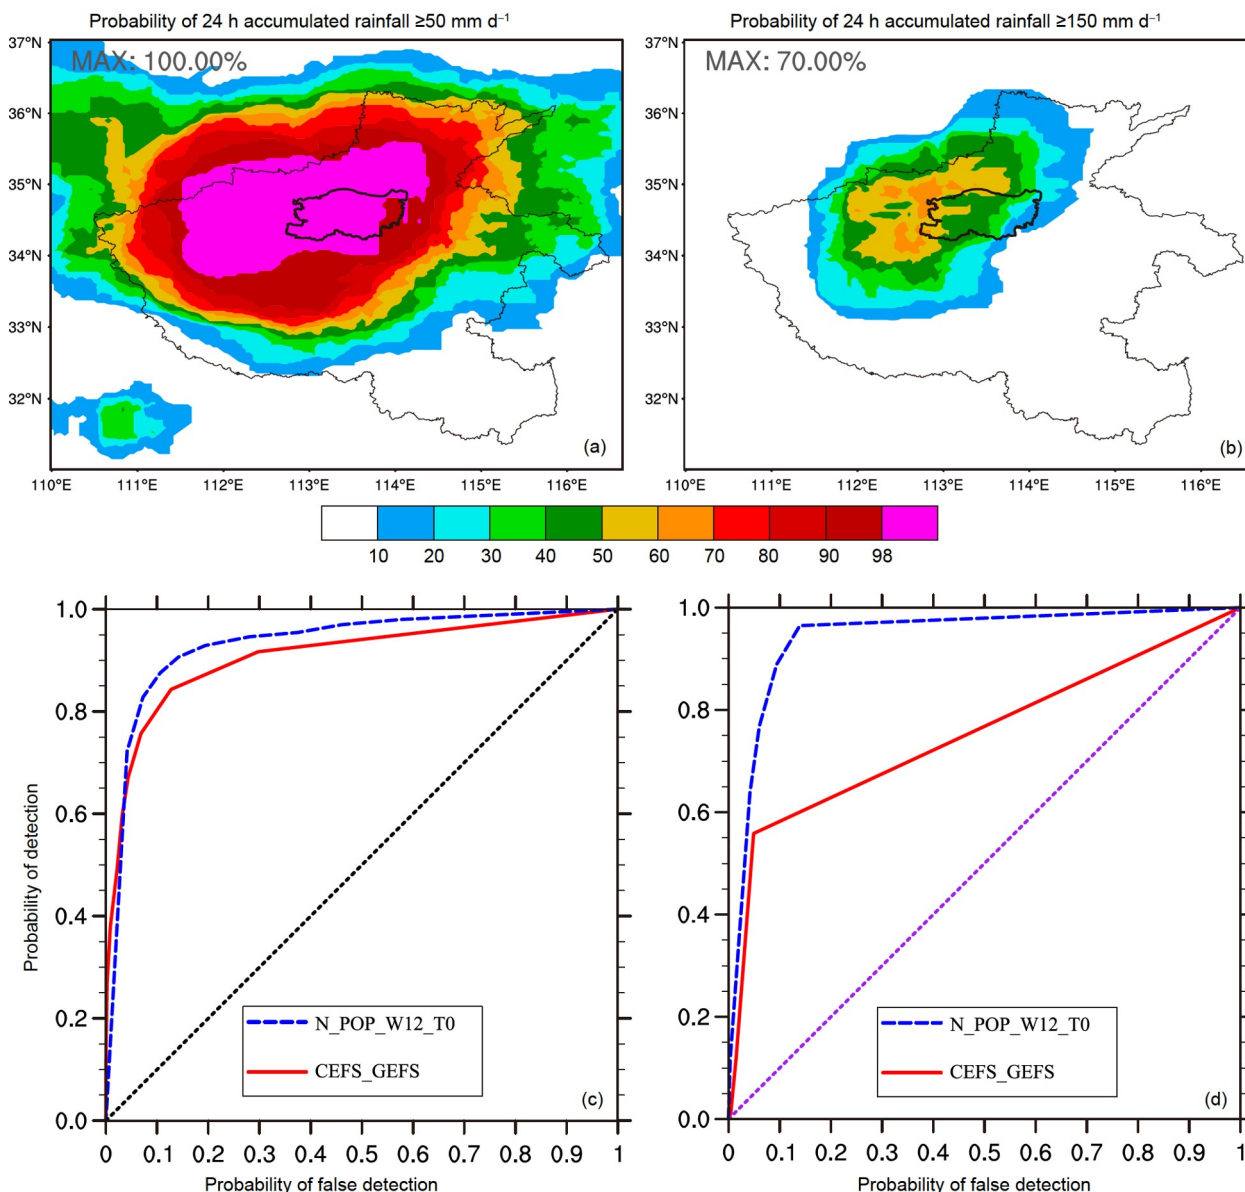 Probability of 24 h accumulated rainfall ≥50 mm d⁻¹
Probability of 24 h accumulated rainfall ≥150 mm d⁻¹
37°N
MAX: 100.00%
36°N
35°N
34°N
33°N
32°N
(a)
110°E 111°E 112°E 113°E 114°E 115°E 116°E
37°N
MAX: 70.00%
36°N
35°N
34°N
33°N
32°N
(b)
110°E 111°E 112°E 113°E 114°E 115°E 116°E
10 20 30 40 50 60 70 80 90 98
Probability of detection
1.0
0.8
0.6
0.4
0.2
0.0
N_POP_W12_T0
CEFS_GEFS
(c)
0 0.1 0.2 0.3 0.4 0.5 0.6 0.7 0.8 0.9 1
Probability of false detection
1.0
0.8
0.6
0.4
0.2
0.0
N_POP_W12_T0
CEFS_GEFS
(d)
0 0.1 0.2 0.3 0.4 0.5 0.6 0.7 0.8 0.9 1
Probability of false detection